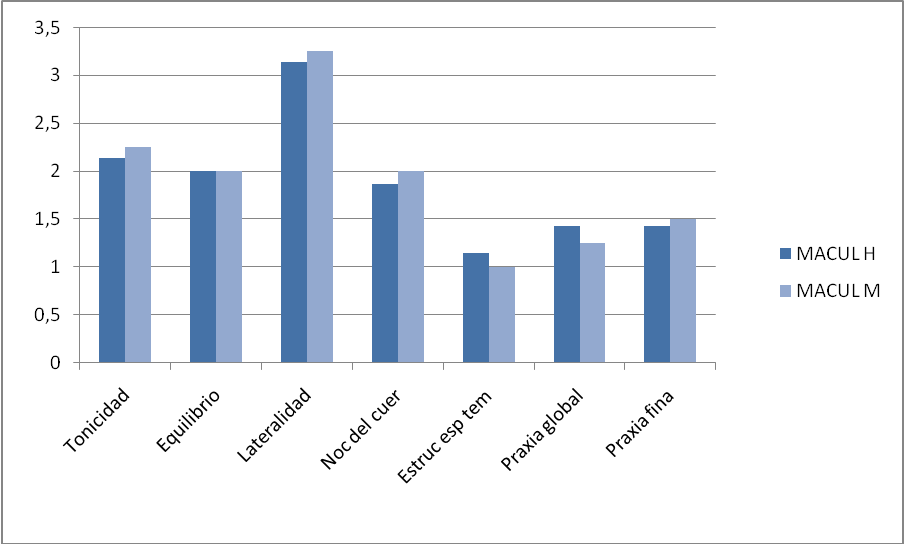 3,5
3
2,5
2
1,5
1
0,5
0
Tonicidad
Equilibrio
Lateralidad
Noc del cuer
Estruc esp tem
Praxia global
Praxia fina
MACUL H
MACUL M